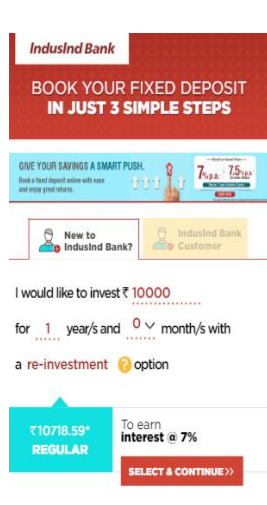 IndusInd Bank
BOOK YOUR FIXED DEPOSIT
IN JUST 3 SIMPLE STEPS
GIVE YOUR SAVINGS A SMART PUSH.
Book a fixed deposit online with ease
and enjoy great returns.
7% p.a. 7.5% p.a.
New to
IndusInd Bank?
IndusInd Bank
Customer
I would like to invest ₹ 10000
for 1 year/s and 0 month/s with
a re-investment ? option
₹10718.59*
REGULAR
To earn
interest @ 7%
SELECT & CONTINUE»